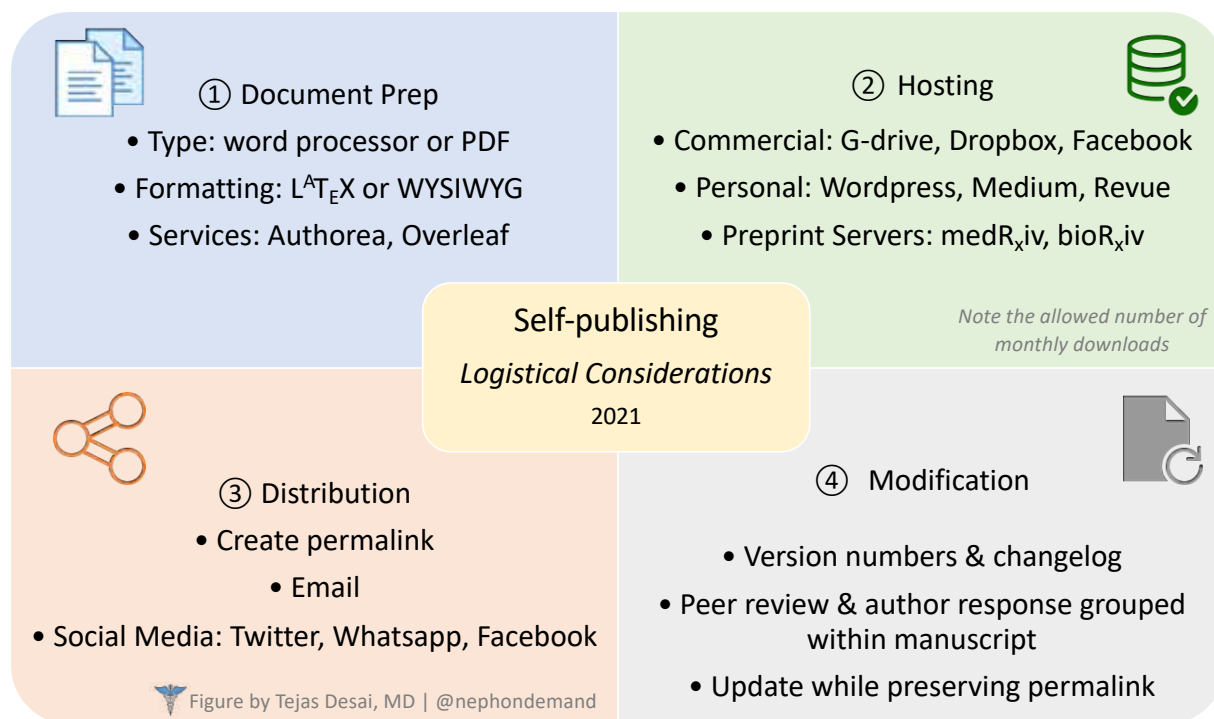 ① Document Prep
• Type: word processor or PDF
• Formatting: LATEX or WYSIWYG
• Services: Authorea, Overleaf
② Hosting
• Commercial: G-drive, Dropbox, Facebook
• Personal: Wordpress, Medium, Revue
• Preprint Servers: medRxiv, bioRxiv
Note the allowed number of
monthly downloads
Self-publishing
Logistical Considerations
2021
③ Distribution
• Create permalink
• Email
• Social Media: Twitter, Whatsapp, Facebook
Figure by Tejas Desai, MD | @nephondemand
④ Modification
• Version numbers & changelog
• Peer review & author response grouped
within manuscript
• Update while preserving permalink